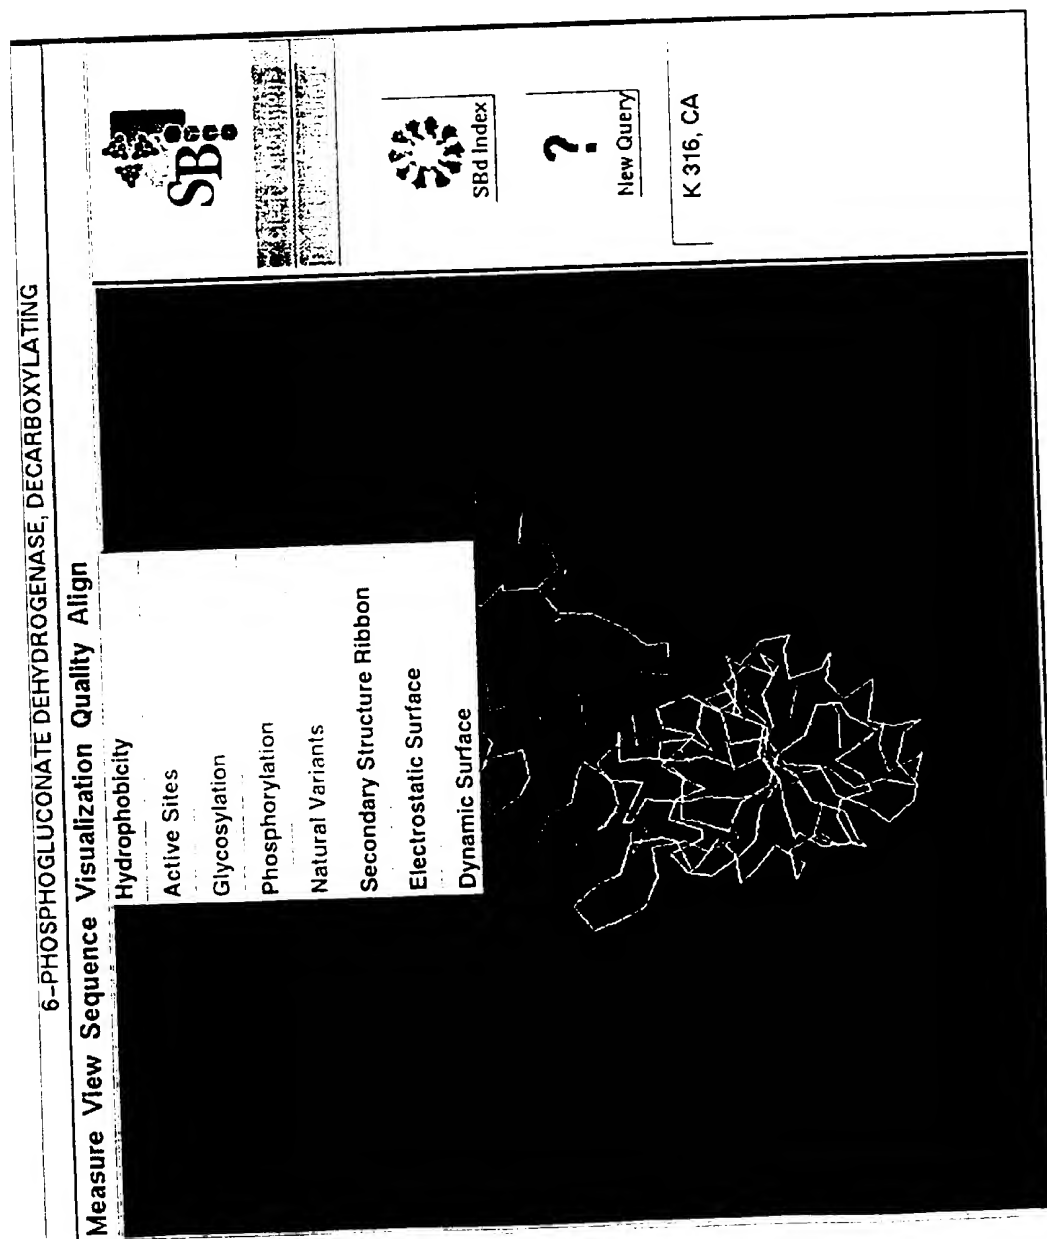 6-PHOSPHOGLUCONATE DEHYDROGENASE, DECARBOXYLATING
Measure View Sequence Visualization Quality Align
Hydrophobicity
Active Sites
Glycosylation
Phosphorylation
Natural Variants
Secondary Structure Ribbon
Electrostatic Surface
Dynamic Surface
SBI
SBd Index
?
New Query
K 316, CA